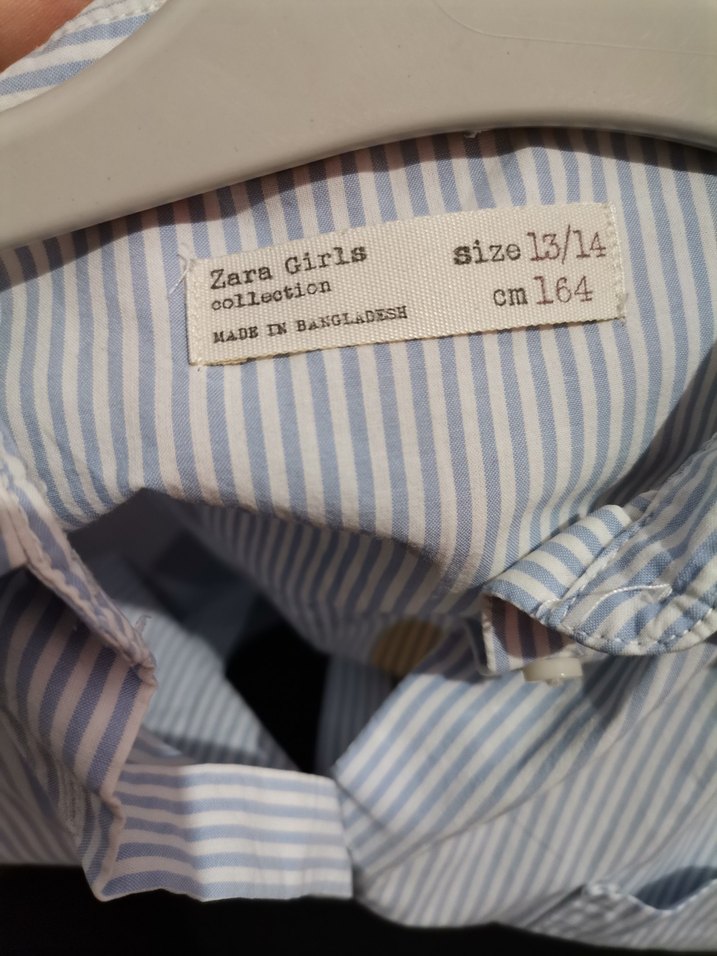 Zara Girls
collection
MADE IN BANGLADESH
size 13/14
cm 164